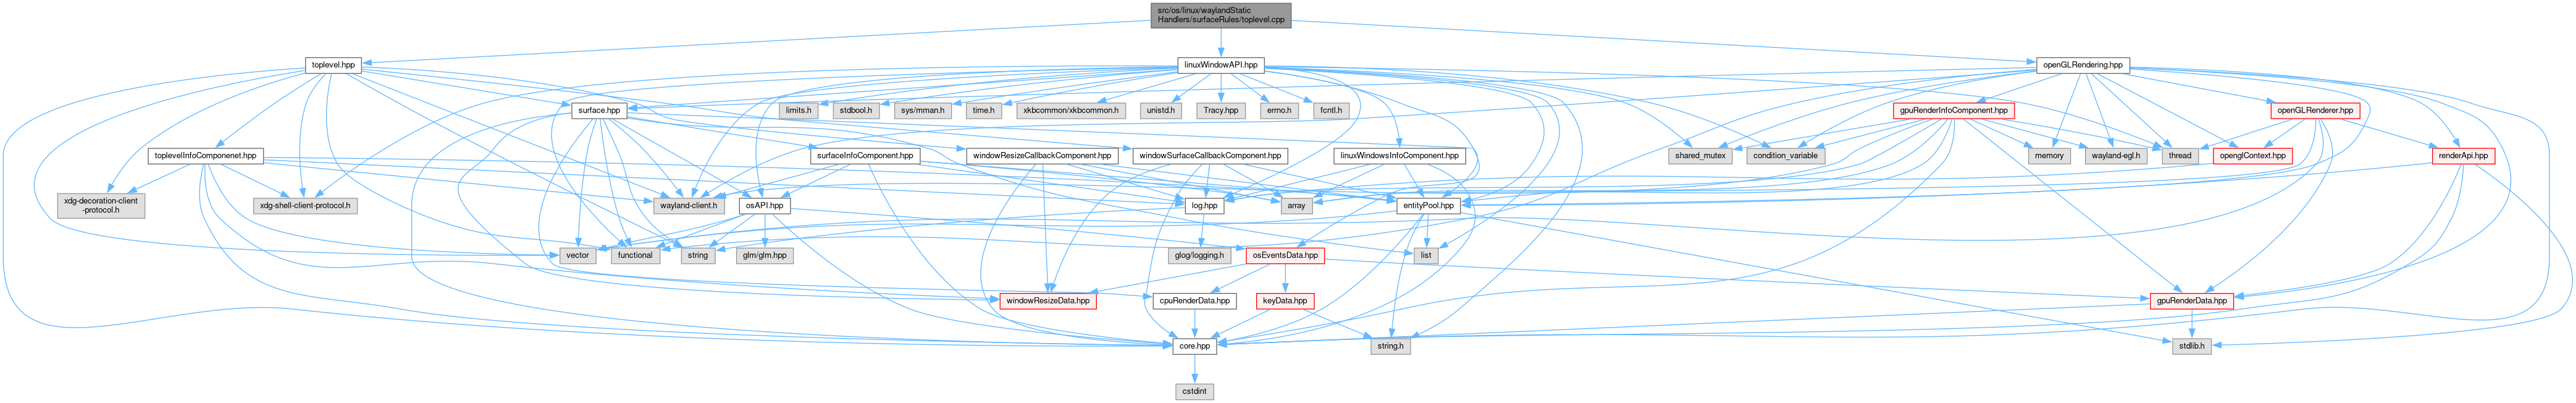 src/os/linux/waylandStatic
Handlers/surfaceRules/toplevel.cpp
toplevel.hpp
linuxWindowAPI.hpp
openGLRendering.hpp
surface.hpp
limits.h
stdbool.h
sys/mman.h
time.h
xkbcommon/xkbcommon.h
unistd.h
Tracy.hpp
errno.h
fcntl.h
gpuRenderInfoComponent.hpp
openGLRenderer.hpp
toplevelInfoComponenet.hpp
surfaceInfoComponent.hpp
windowResizeCallbackComponent.hpp
windowSurfaceCallbackComponent.hpp
linuxWindowsInfoComponent.hpp
shared_mutex
condition_variable
memory
wayland-egl.h
thread
openglContext.hpp
renderApi.hpp
xdg-decoration-client
-protocol.h
xdg-shell-client-protocol.h
wayland-client.h
osAPI.hpp
log.hpp
array
entityPool.hpp
vector
functional
string
glm/glm.hpp
glog/logging.h
osEventsData.hpp
list
windowResizeData.hpp
cpuRenderData.hpp
keyData.hpp
gpuRenderData.hpp
core.hpp
string.h
stdlib.h
cstdint